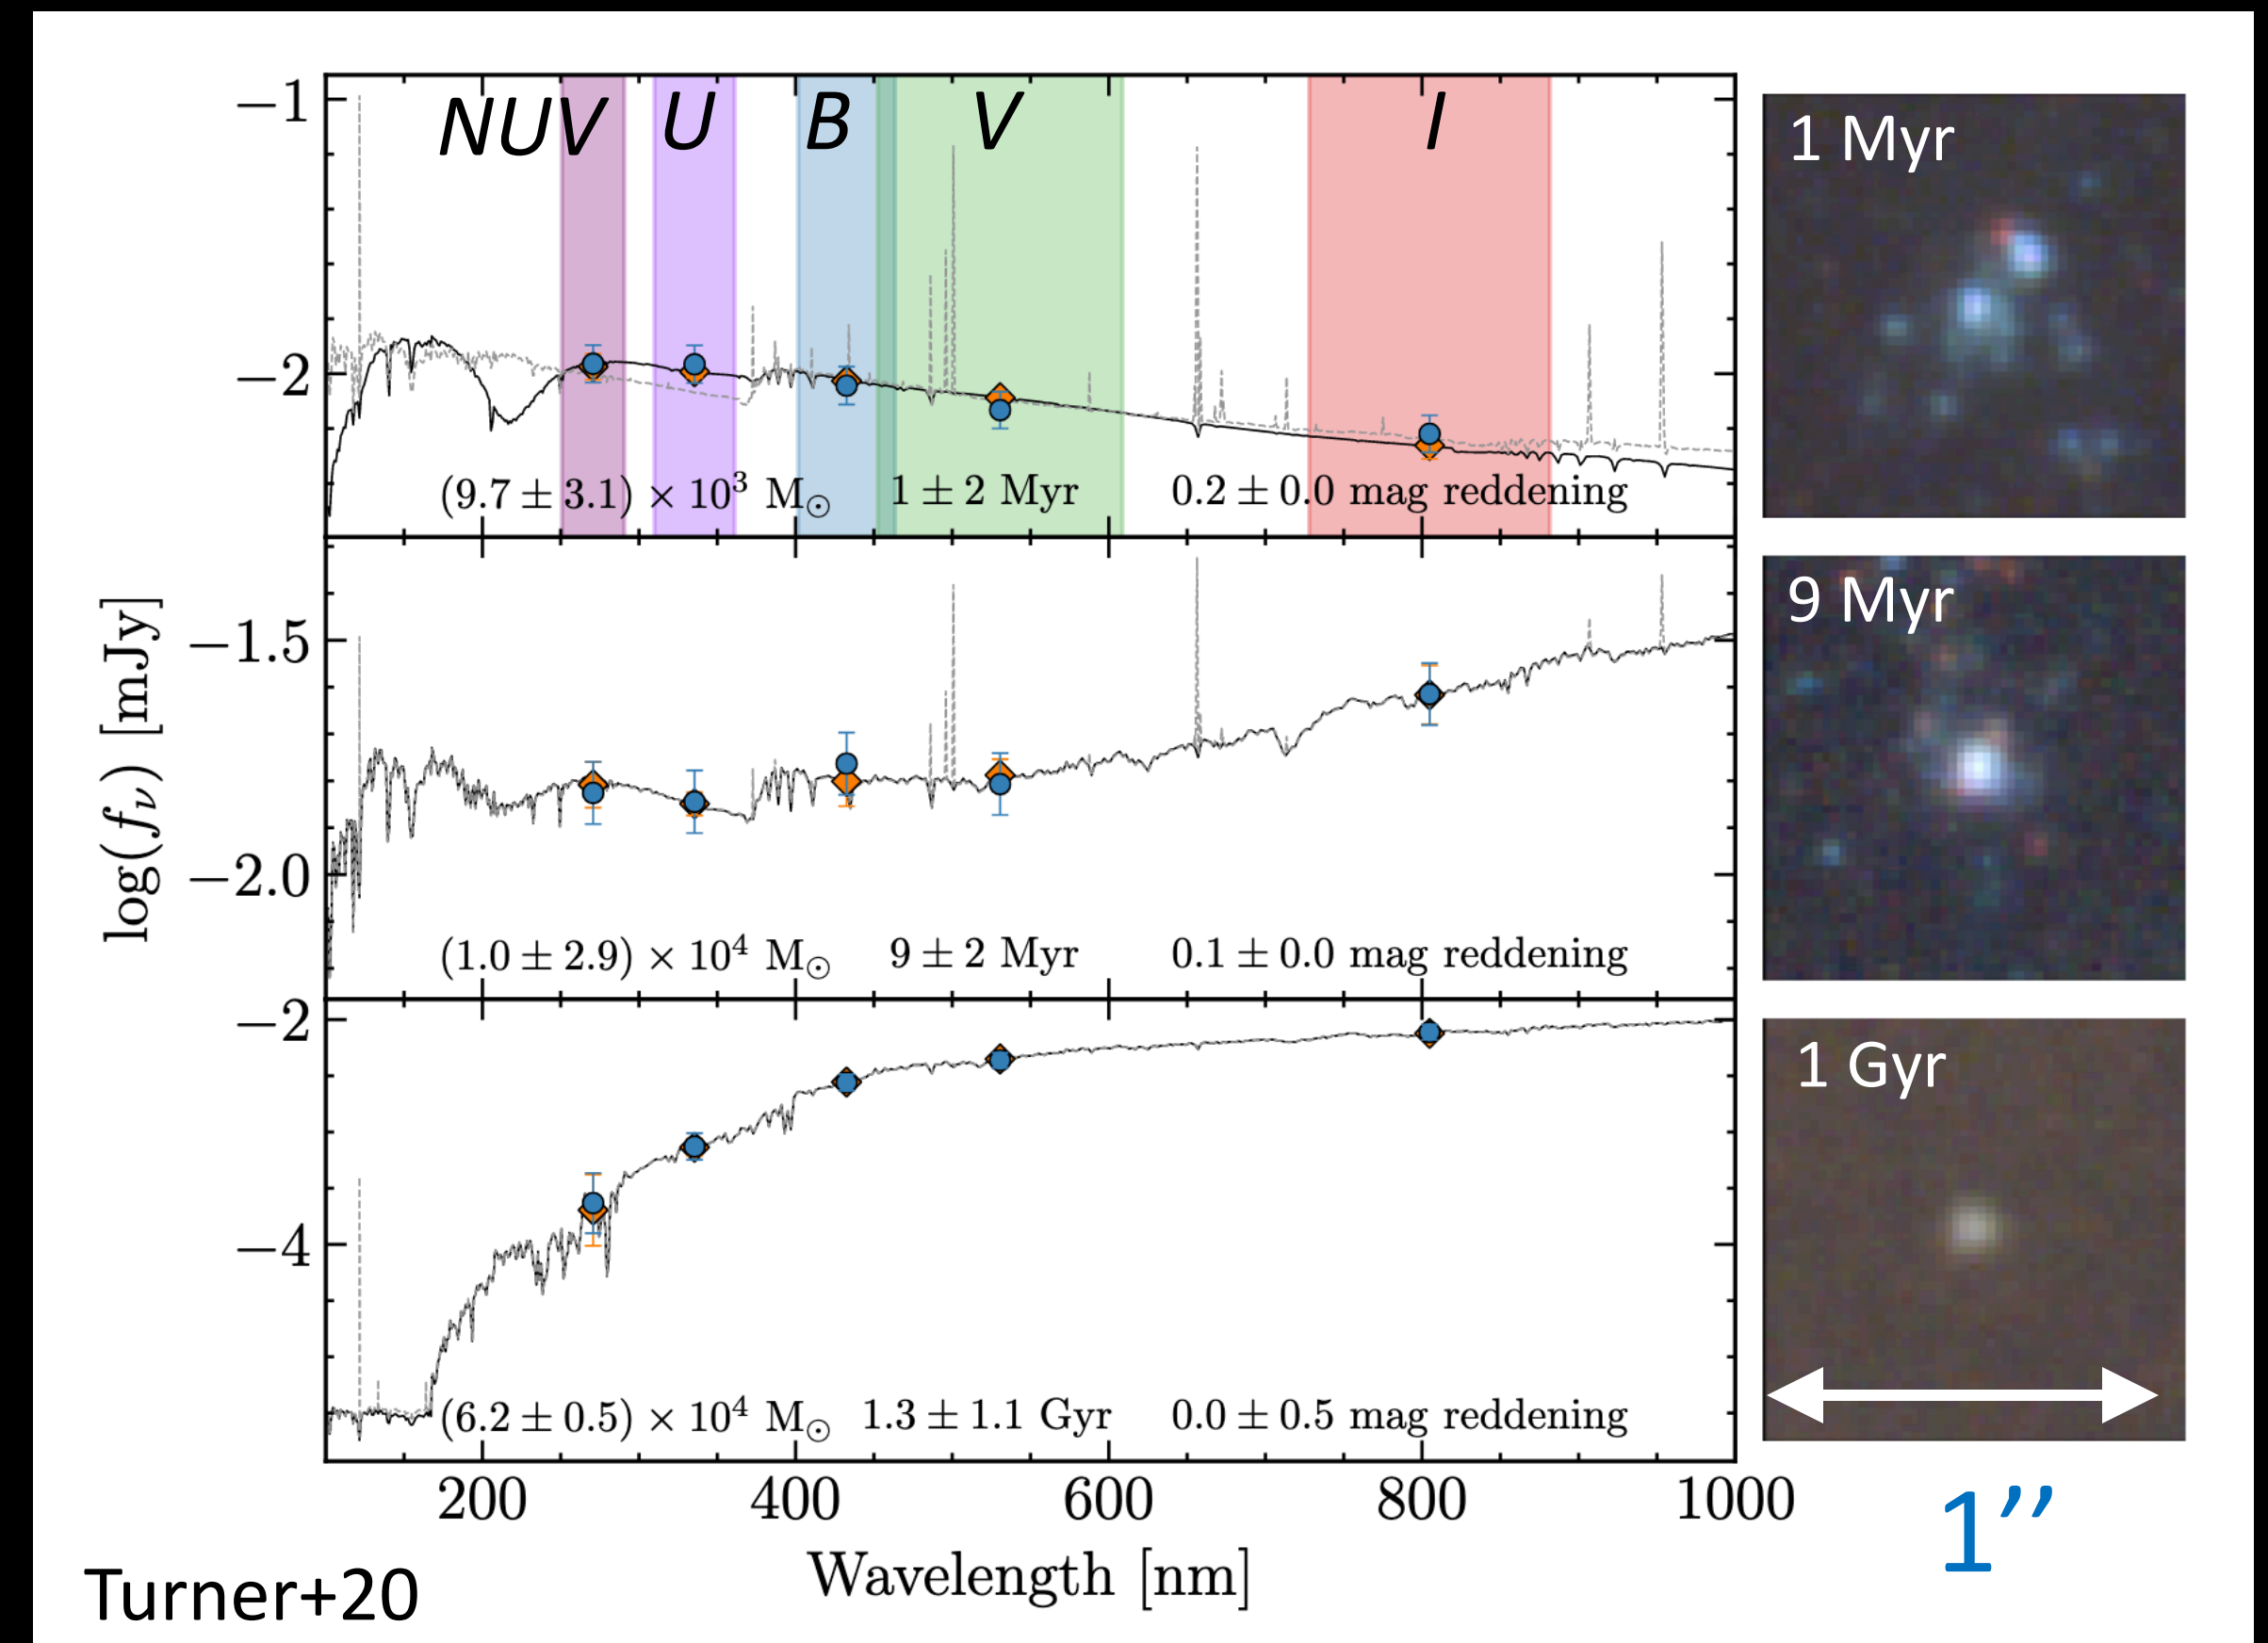 NUV U B V I
−1
−2
(9.7 ± 3.1) × 10³ M⊙ 1 ± 2 Myr 0.2 ± 0.0 mag reddening
1 Myr
log(fν) [mJy]
−1.5
−2.0
(1.0 ± 2.9) × 10⁴ M⊙ 9 ± 2 Myr 0.1 ± 0.0 mag reddening
9 Myr
−2
−4
(6.2 ± 0.5) × 10⁴ M⊙ 1.3 ± 1.1 Gyr 0.0 ± 0.5 mag reddening
1 Gyr
200 400 600 800 1000
Wavelength [nm]
1’’
Turner+20